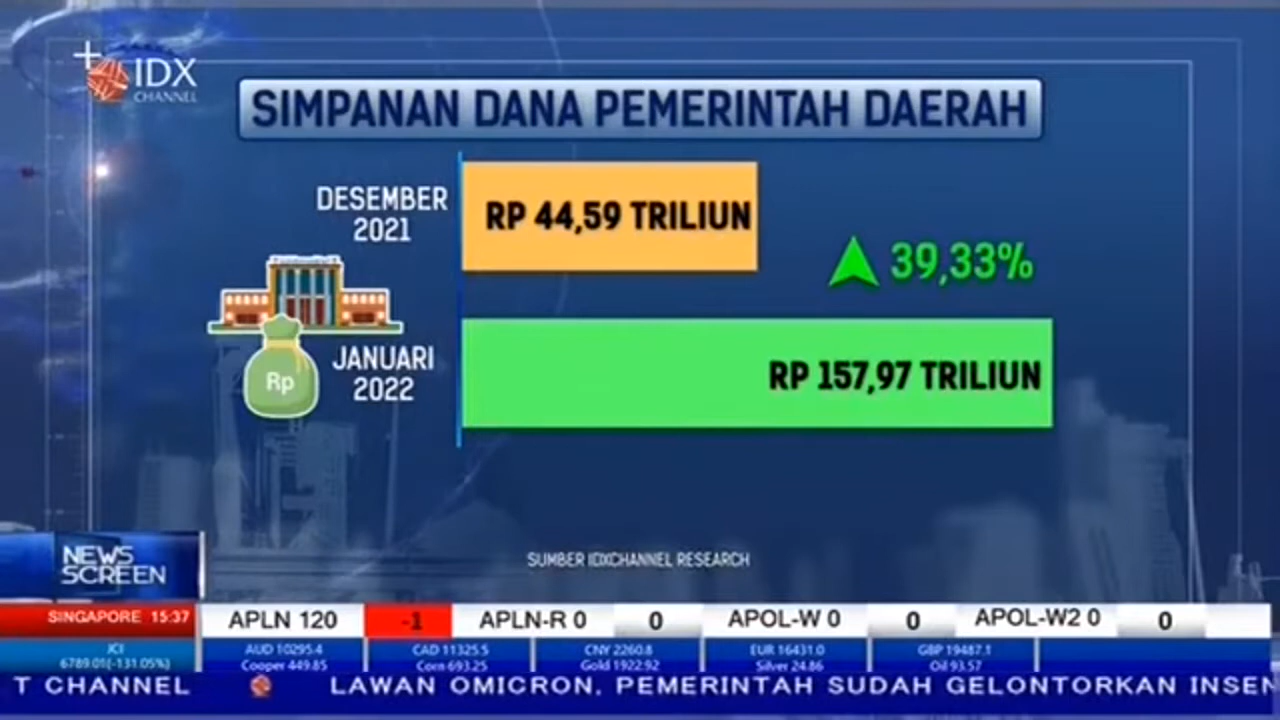 IDX
CHANNEL
SIMPANAN DANA PEMERINTAH DAERAH
DESEMBER
2021
RP 44,59 TRILIUN
39,33%
JANUARI
2022
RP 157,97 TRILIUN
Rp
SUMBER IDXCHANNEL RESEARCH
NEWS
SCREEN
SINGAPORE 15:37 APLN 120 -1 APLN-R 0 0 APOL-W 0 0 APOL-W2 0 0
JCI AUD 10295.4 CAD 11325.5 CNY 2260.8 EUR 16431.0 GBP 19487.1
6789.01(-131.05%) Cooper 449.85 Corn 693.25 Gold 1922.92 Silver 24.86 Oil 93.57
T CHANNEL LAWAN OMICRON, PEMERINTAH SUDAH GELONTORKAN INSEN